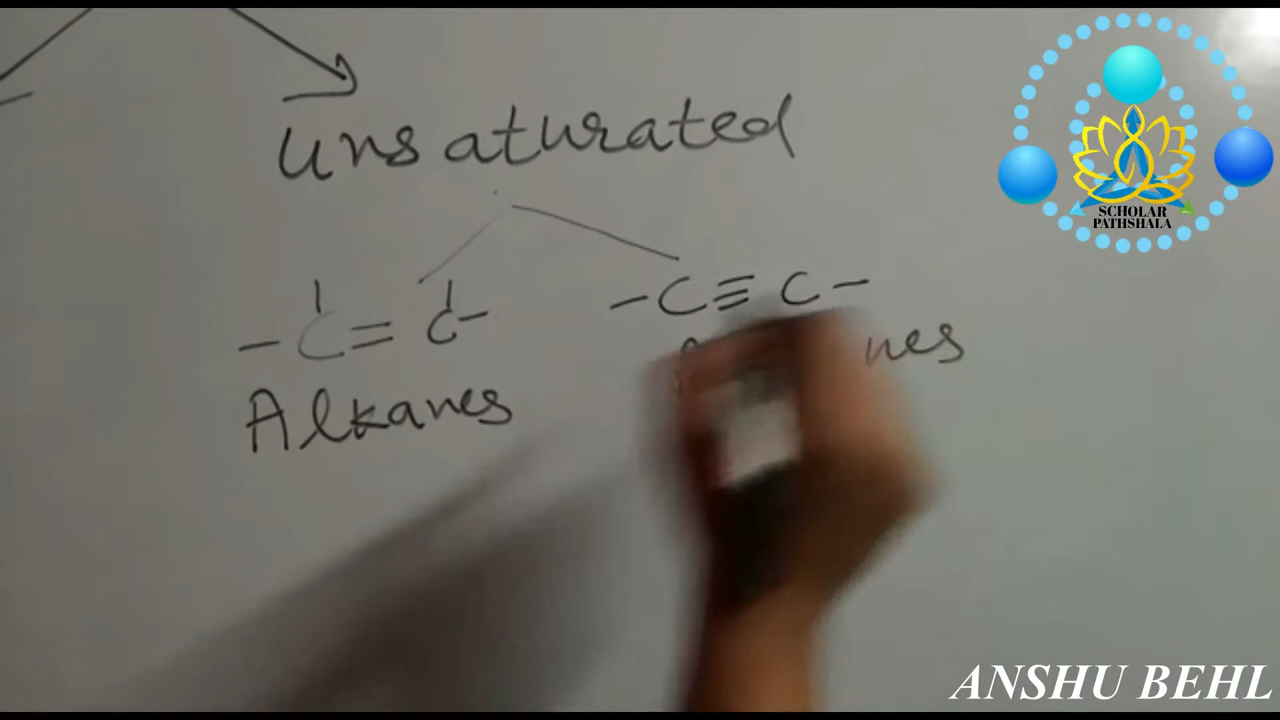 unsaturated
- C = C -
- C ≡ C -
Alkanes
nes
SCHOLAR
PATHSHALA
ANSHU BEHL